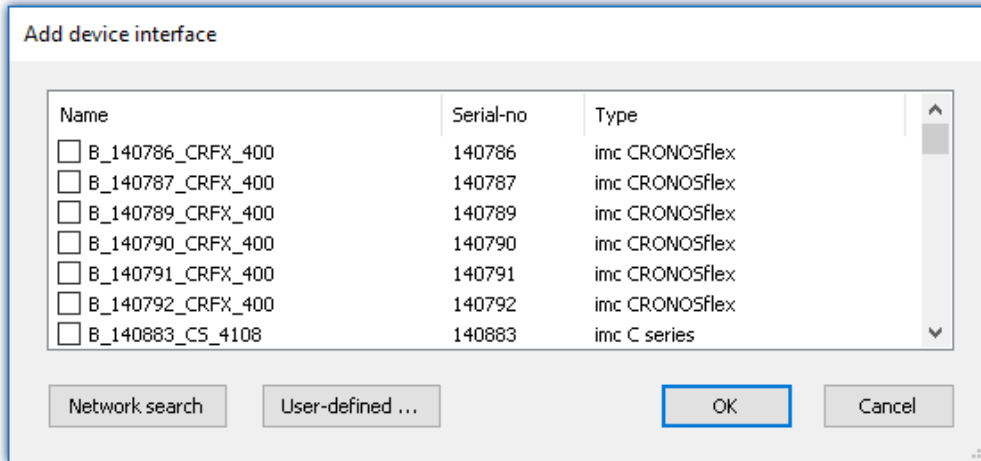 Add device interface
Name Serial-no Type
B_140786_CRFX_400 140786 imc CRONOSflex
B_140787_CRFX_400 140787 imc CRONOSflex
B_140789_CRFX_400 140789 imc CRONOSflex
B_140790_CRFX_400 140790 imc CRONOSflex
B_140791_CRFX_400 140791 imc CRONOSflex
B_140792_CRFX_400 140792 imc CRONOSflex
B_140883_CS_4108 140883 imc C series
Network search User-defined ... OK Cancel